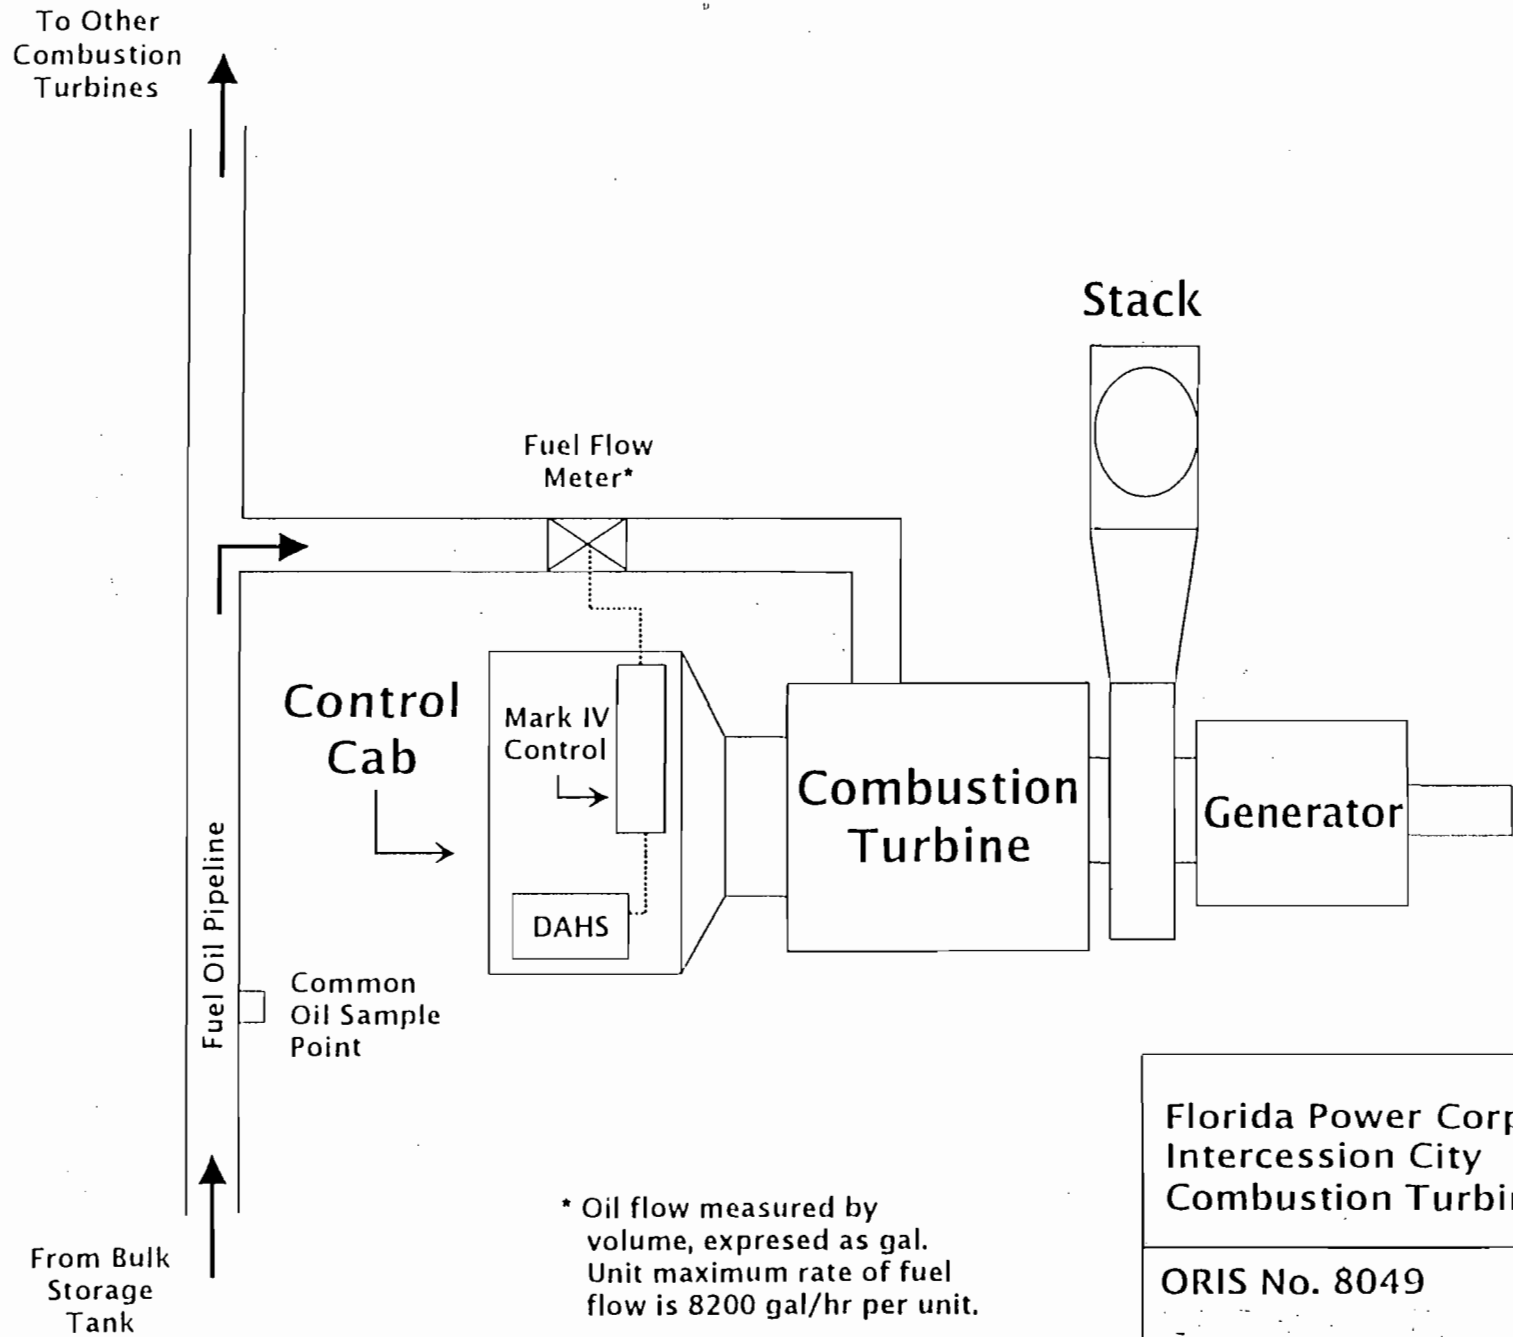 To Other
Combustion
Turbines
Stack
Fuel Flow
Meter*
Control
Cab
Mark IV
Control
Combustion
Turbine
Generator
DAHS
Fuel Oil Pipeline
Common
Oil Sample
Point
Florida Power Corp
Intercession City
Combustion Turbi
* Oil flow measured by
volume, expresed as gal.
Unit maximum rate of fuel
flow is 8200 gal/hr per unit.
From Bulk
Storage
Tank
ORIS No. 8049